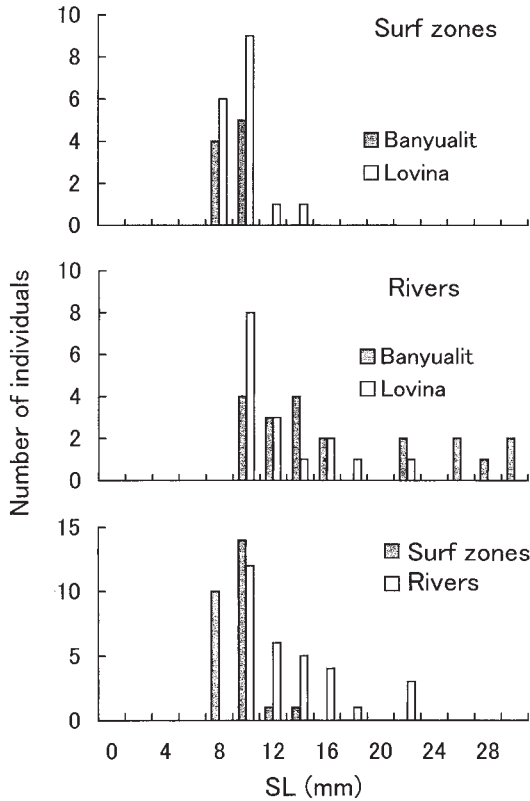 Surf zones
10
8
6
4
2
0
Banyualit
Lovina
Rivers
10
8
6
4
2
0
Banyualit
Lovina
Number of individuals
15
10
5
0
Surf zones
Rivers
0 4 8 12 16 20 24 28
SL (mm)